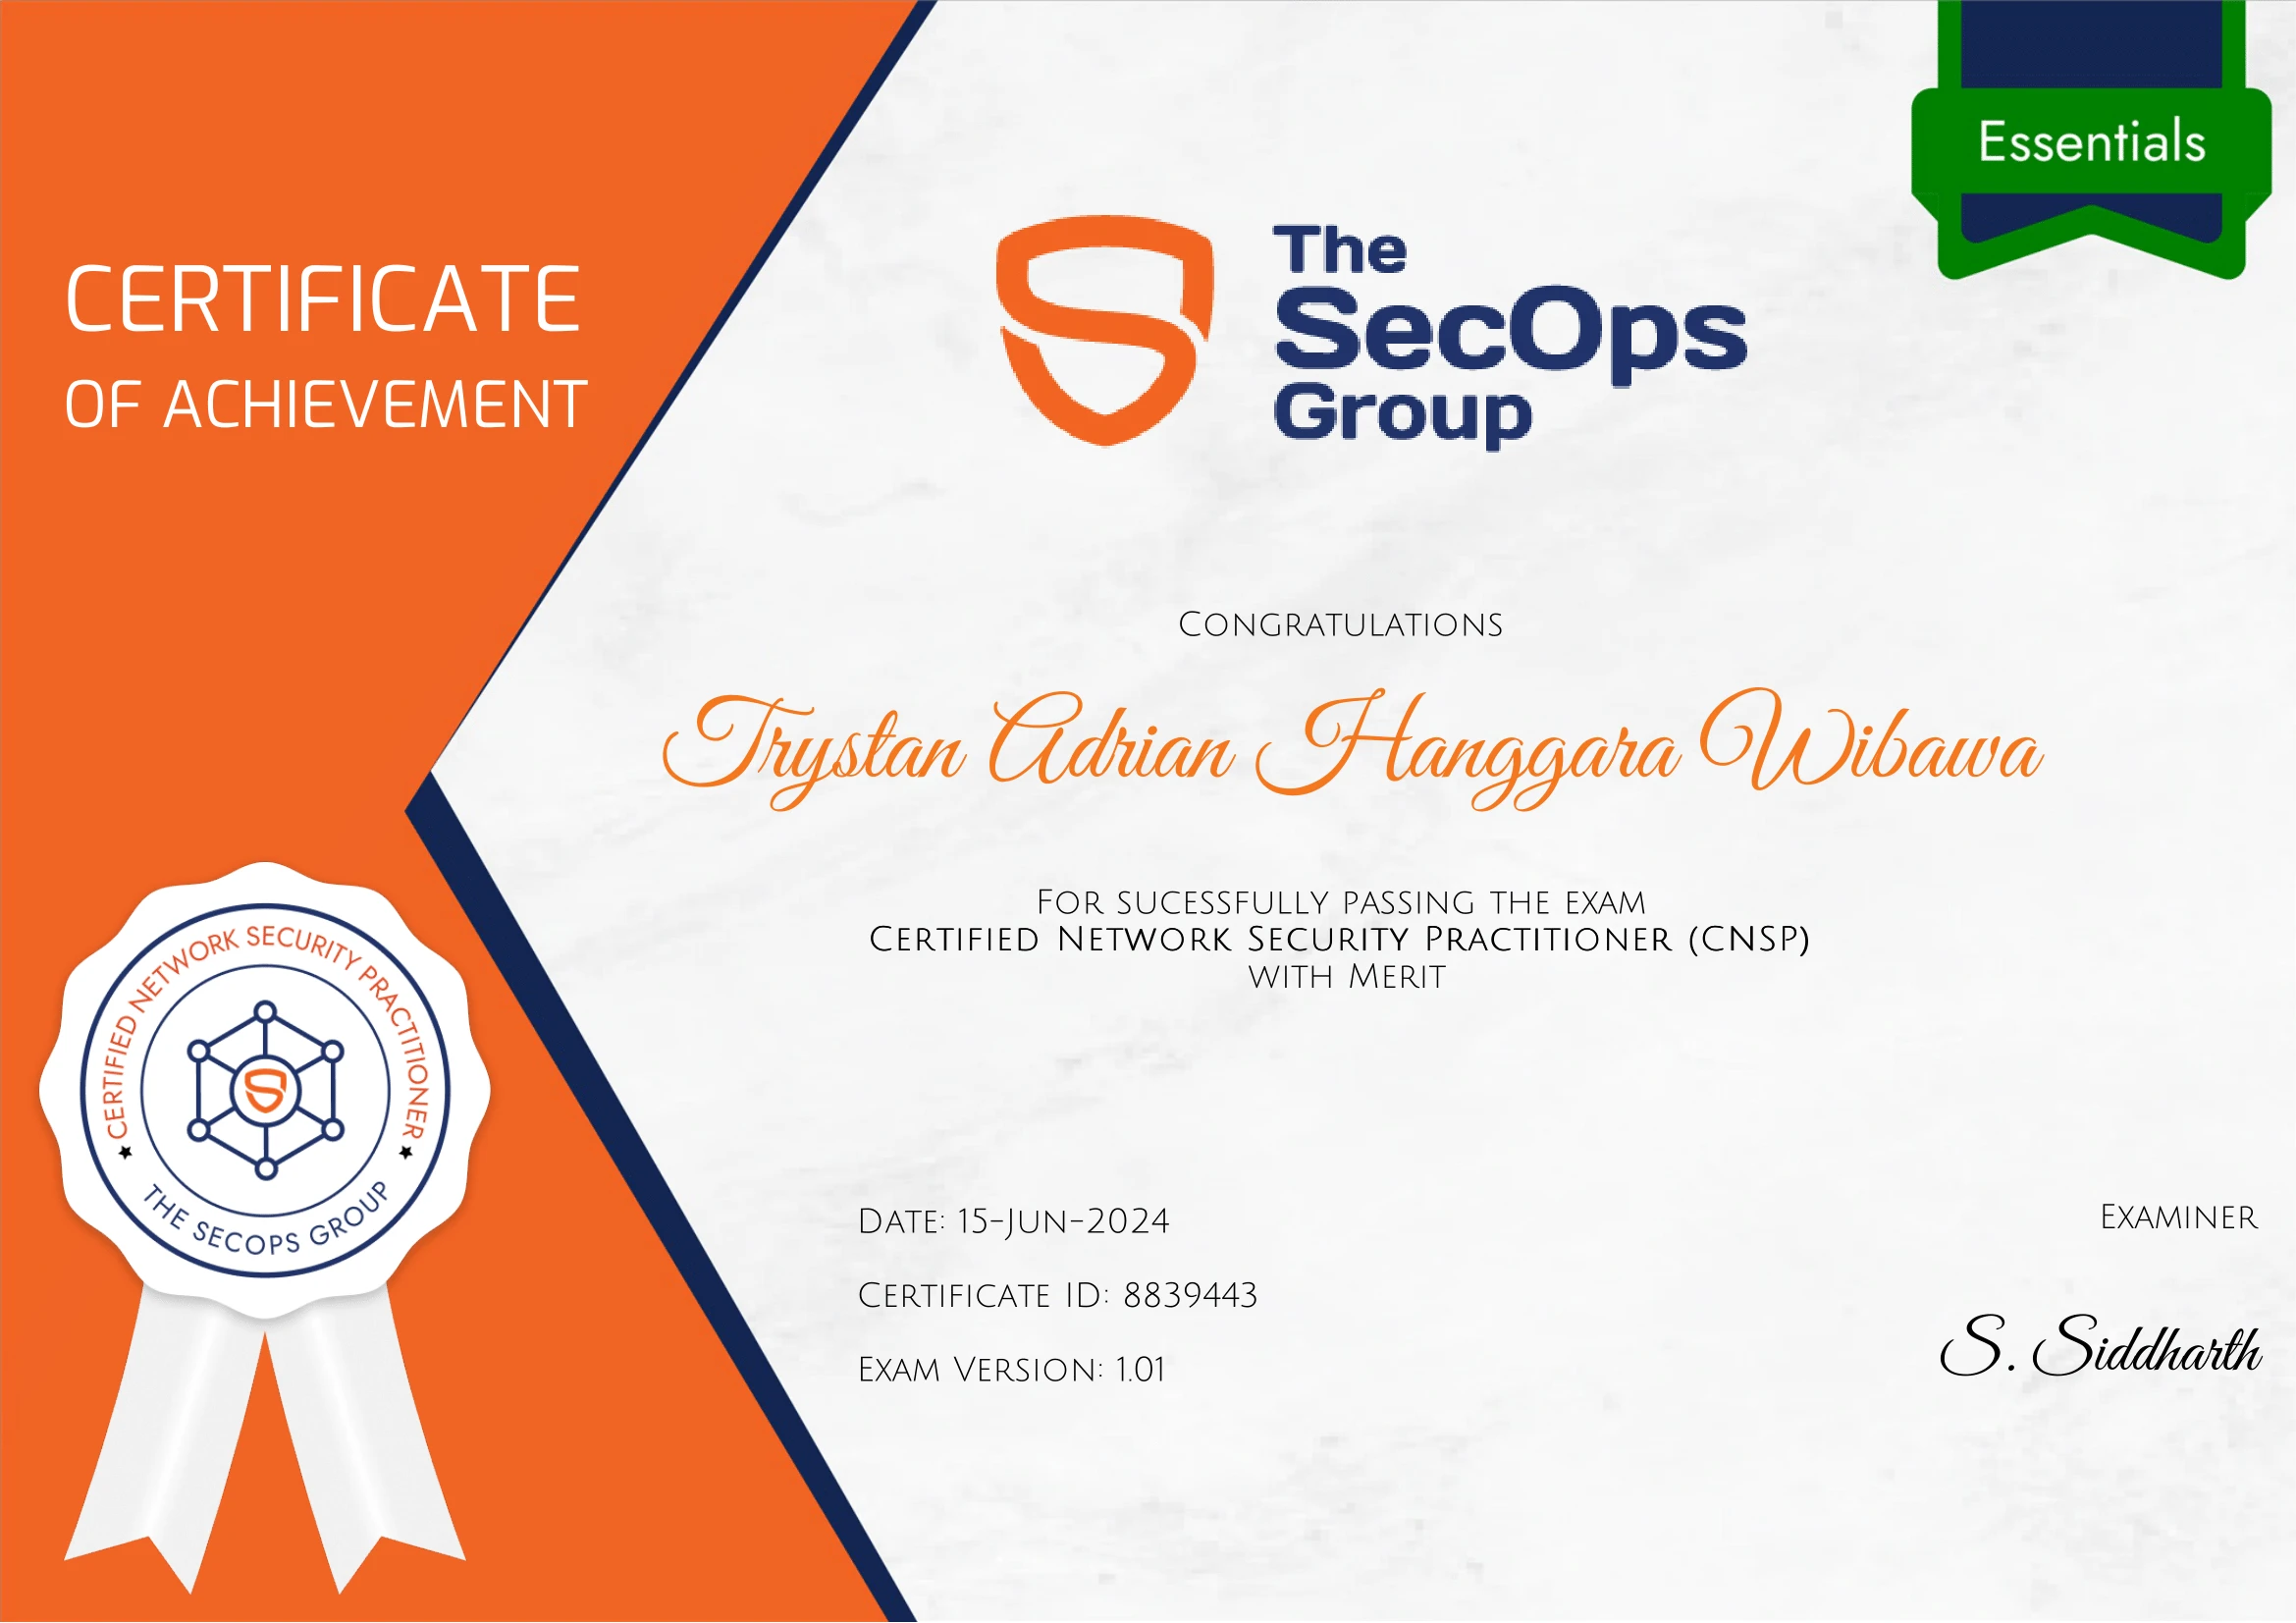 Essentials
CERTIFICATE
OF ACHIEVEMENT
The
SecOps
Group
Congratulations
Trystan Adrian Hanggara Wibawa
For sucessfully passing the exam
Certified Network Security Practitioner (CNSP)
with Merit
CERTIFIED NETWORK SECURITY PRACTITIONER
THE SECOPS GROUP
Date: 15-Jun-2024
Certificate ID: 8839443
Exam Version: 1.01
Examiner
S. Siddharth